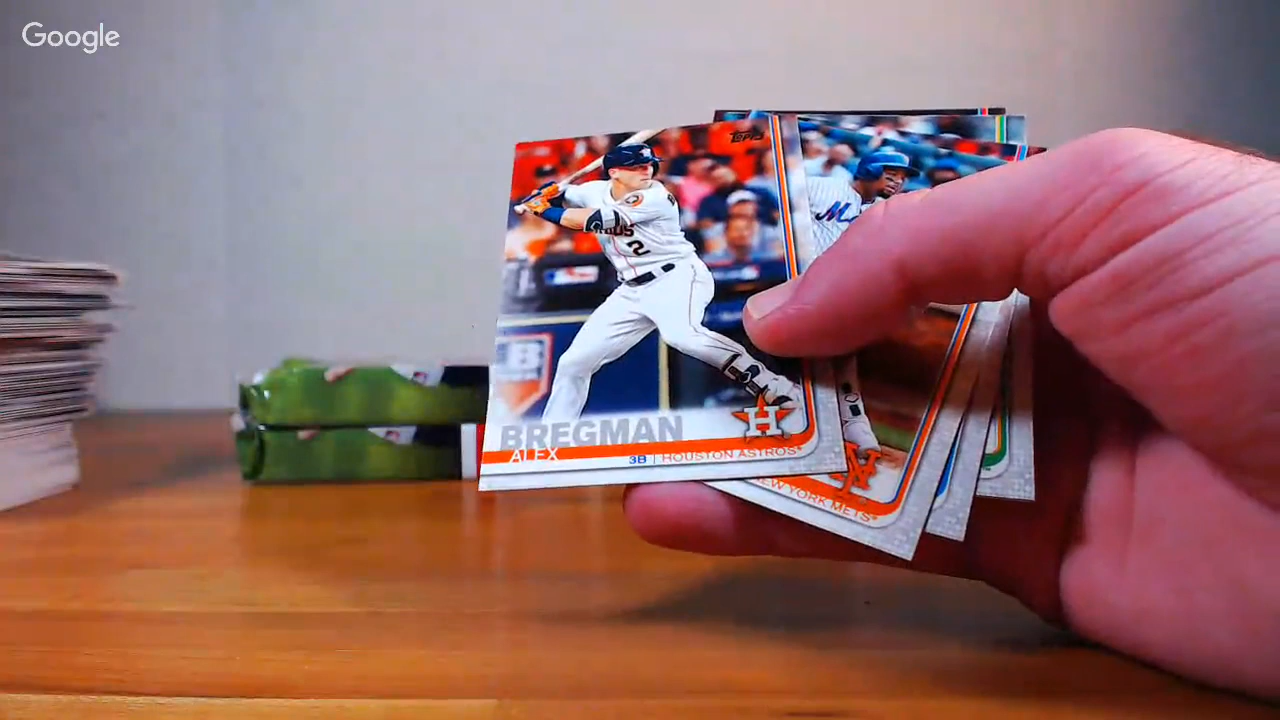 Google
TOPPS
2
M
BREGMAN
ALEX
3B | HOUSTON ASTROS®
H
NEW YORK METS®